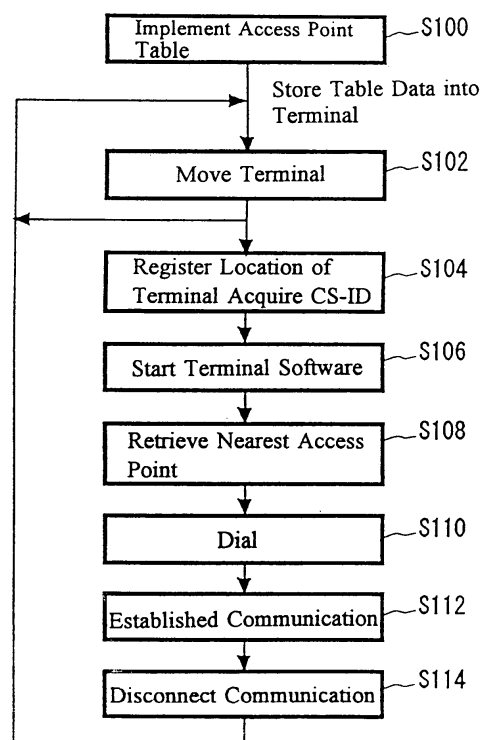 Implement Access Point
Table
S100
Store Table Data into
Terminal
Move Terminal
S102
Register Location of
Terminal Acquire CS-ID
S104
Start Terminal Software
S106
Retrieve Nearest Access
Point
S108
Dial
S110
Established Communication
S112
Disconnect Communication
S114